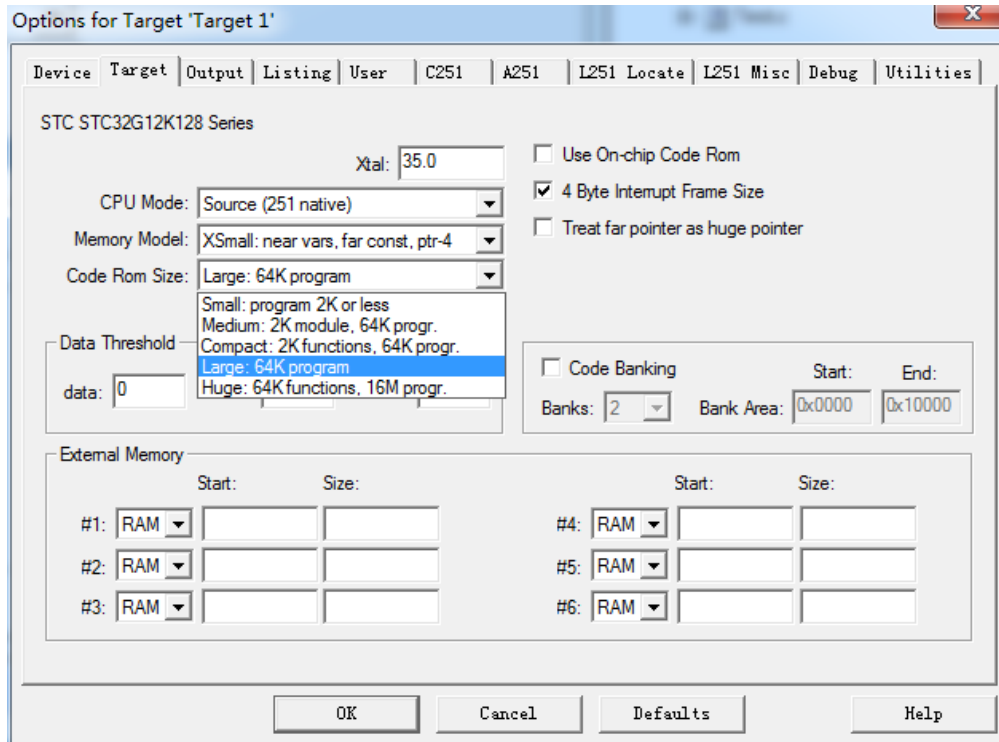 Options for Target 'Target 1'
Device Target Output Listing User C251 A251 L251 Locate L251 Misc Debug Utilities
STC STC32G12K128 Series
Xtal: 35.0
Use On-chip Code Rom
CPU Mode: Source (251 native)
4 Byte Interrupt Frame Size
Memory Model: XSmall: near vars, far const, ptr-4
Treat far pointer as huge pointer
Code Rom Size: Large: 64K program
Small: program 2K or less
Medium: 2K module, 64K progr.
Compact: 2K functions, 64K progr.
Large: 64K program
Huge: 64K functions, 16M progr.
Data Threshold
data: 0
Code Banking Start: End:
Banks: 2 Bank Area: 0x0000 0x10000
External Memory
Start: Size: Start: Size:
#1: RAM #4: RAM
#2: RAM #5: RAM
#3: RAM #6: RAM
OK Cancel Defaults Help